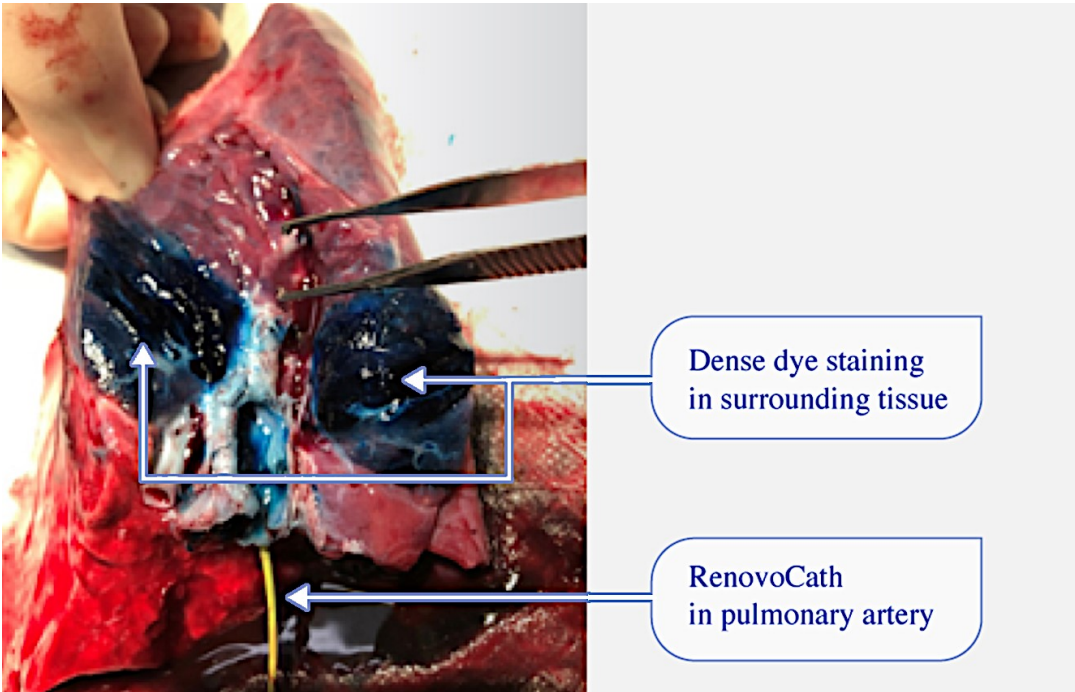 Dense dye staining
in surrounding tissue
RenovoCath
in pulmonary artery